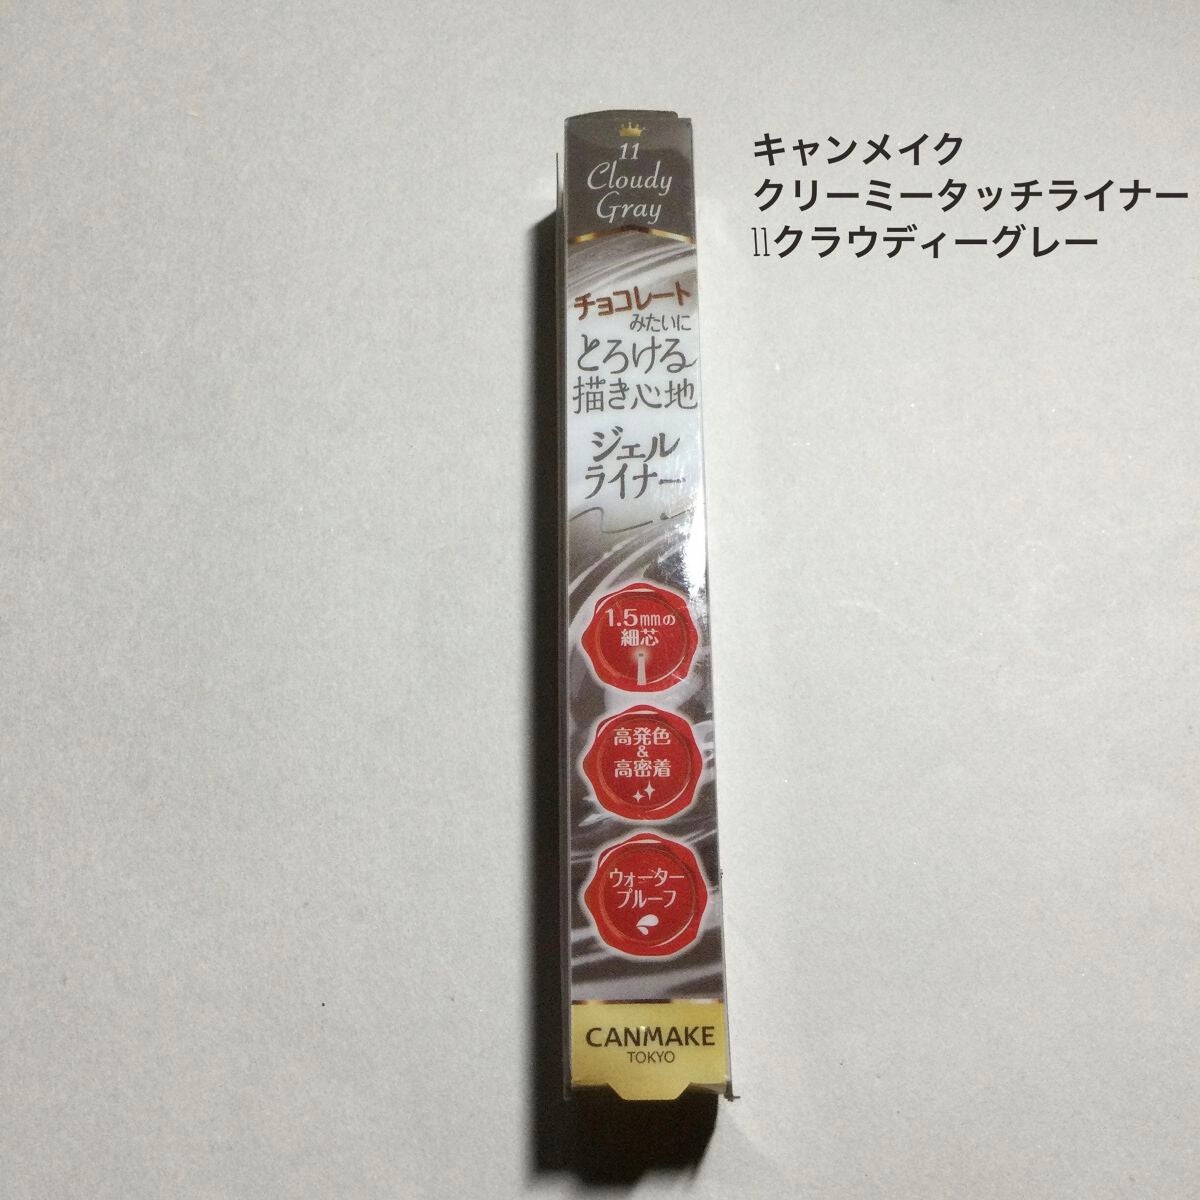 11
Cloudy
Gray
チョコレート
みたいに
とろける
描き心地
ジェル
ライナー
1.5mmの
細芯
高発色
&
高密着
ウォーター
プルーフ
CANMAKE
TOKYO
キャンメイク
クリーミータッチライナー
11クラウディーグレー